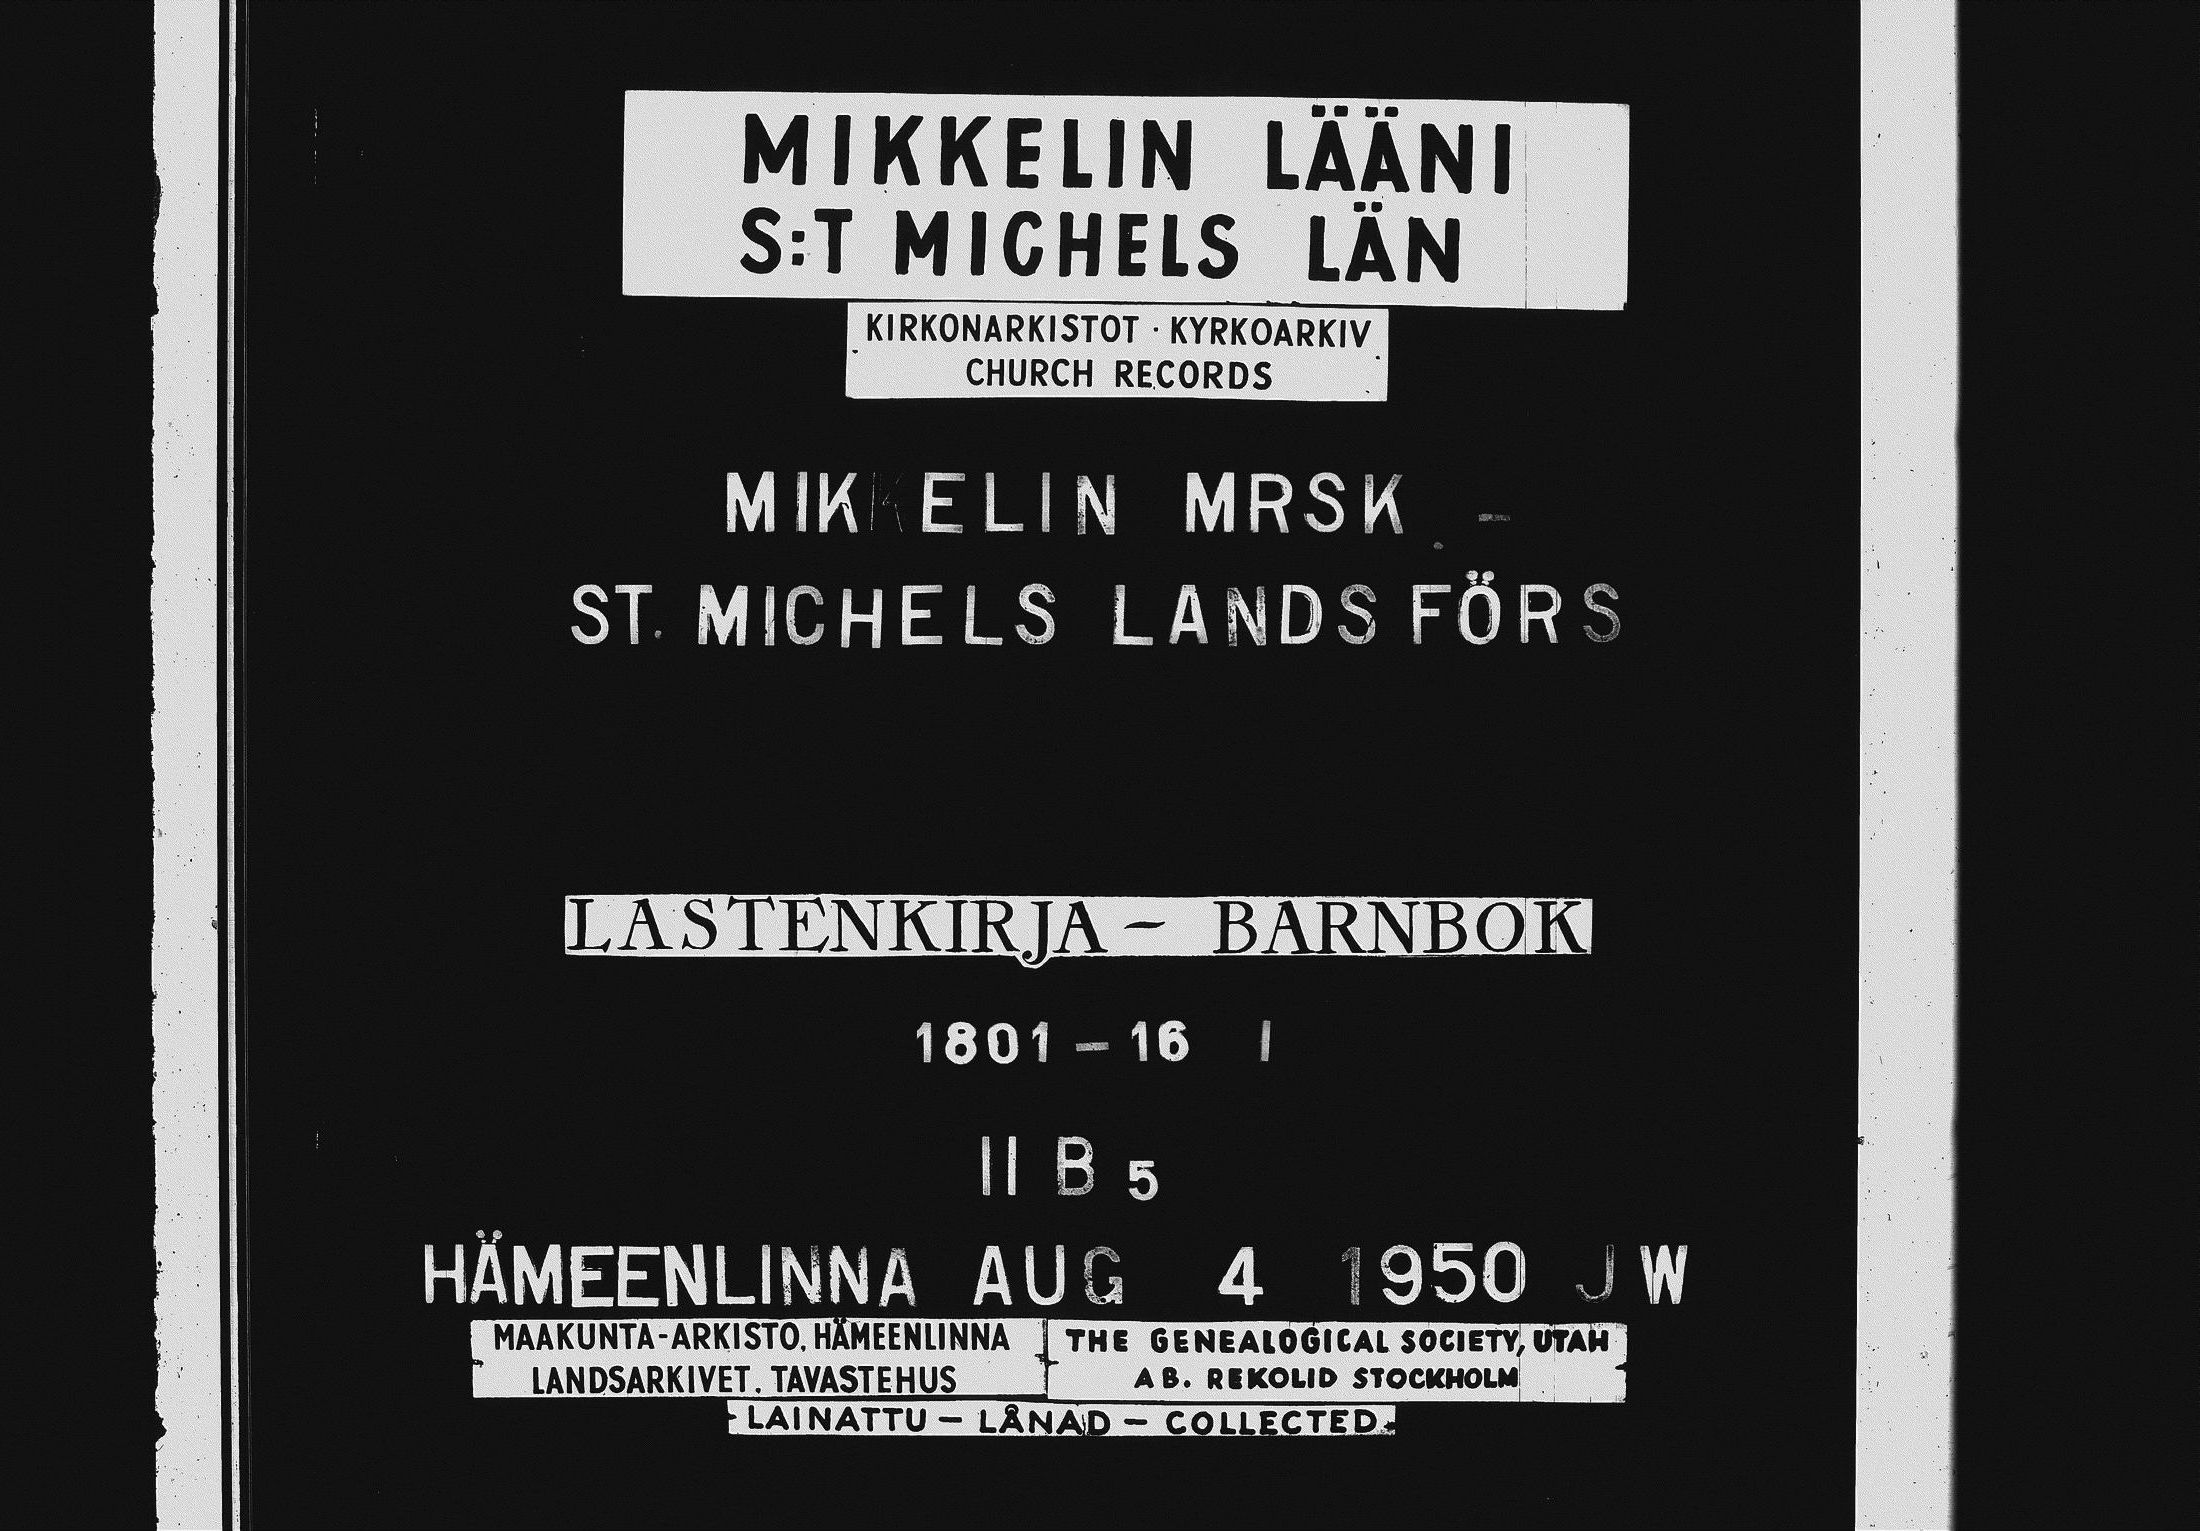 MIKKELIN LÄÄNI
S:T MICHELS LÄN
KIRKONARKISTOT · KYRKOARKIV
CHURCH RECORDS
MIKKELIN MRSK. -
ST. MICHELS LANDSFÖRS
LASTENKIRJA - BARNBOK
1801-16 I
II B 5
HÄMEENLINNA AUG 4 1950 JW
MAAKUNTA-ARKISTO, HÄMEENLINNA
LANDSARKIVET, TAVASTEHUS
THE GENEALOGICAL SOCIETY, UTAH
AB. REKOLID STOCKHOLM
LAINATTU - LÅNAD - COLLECTED